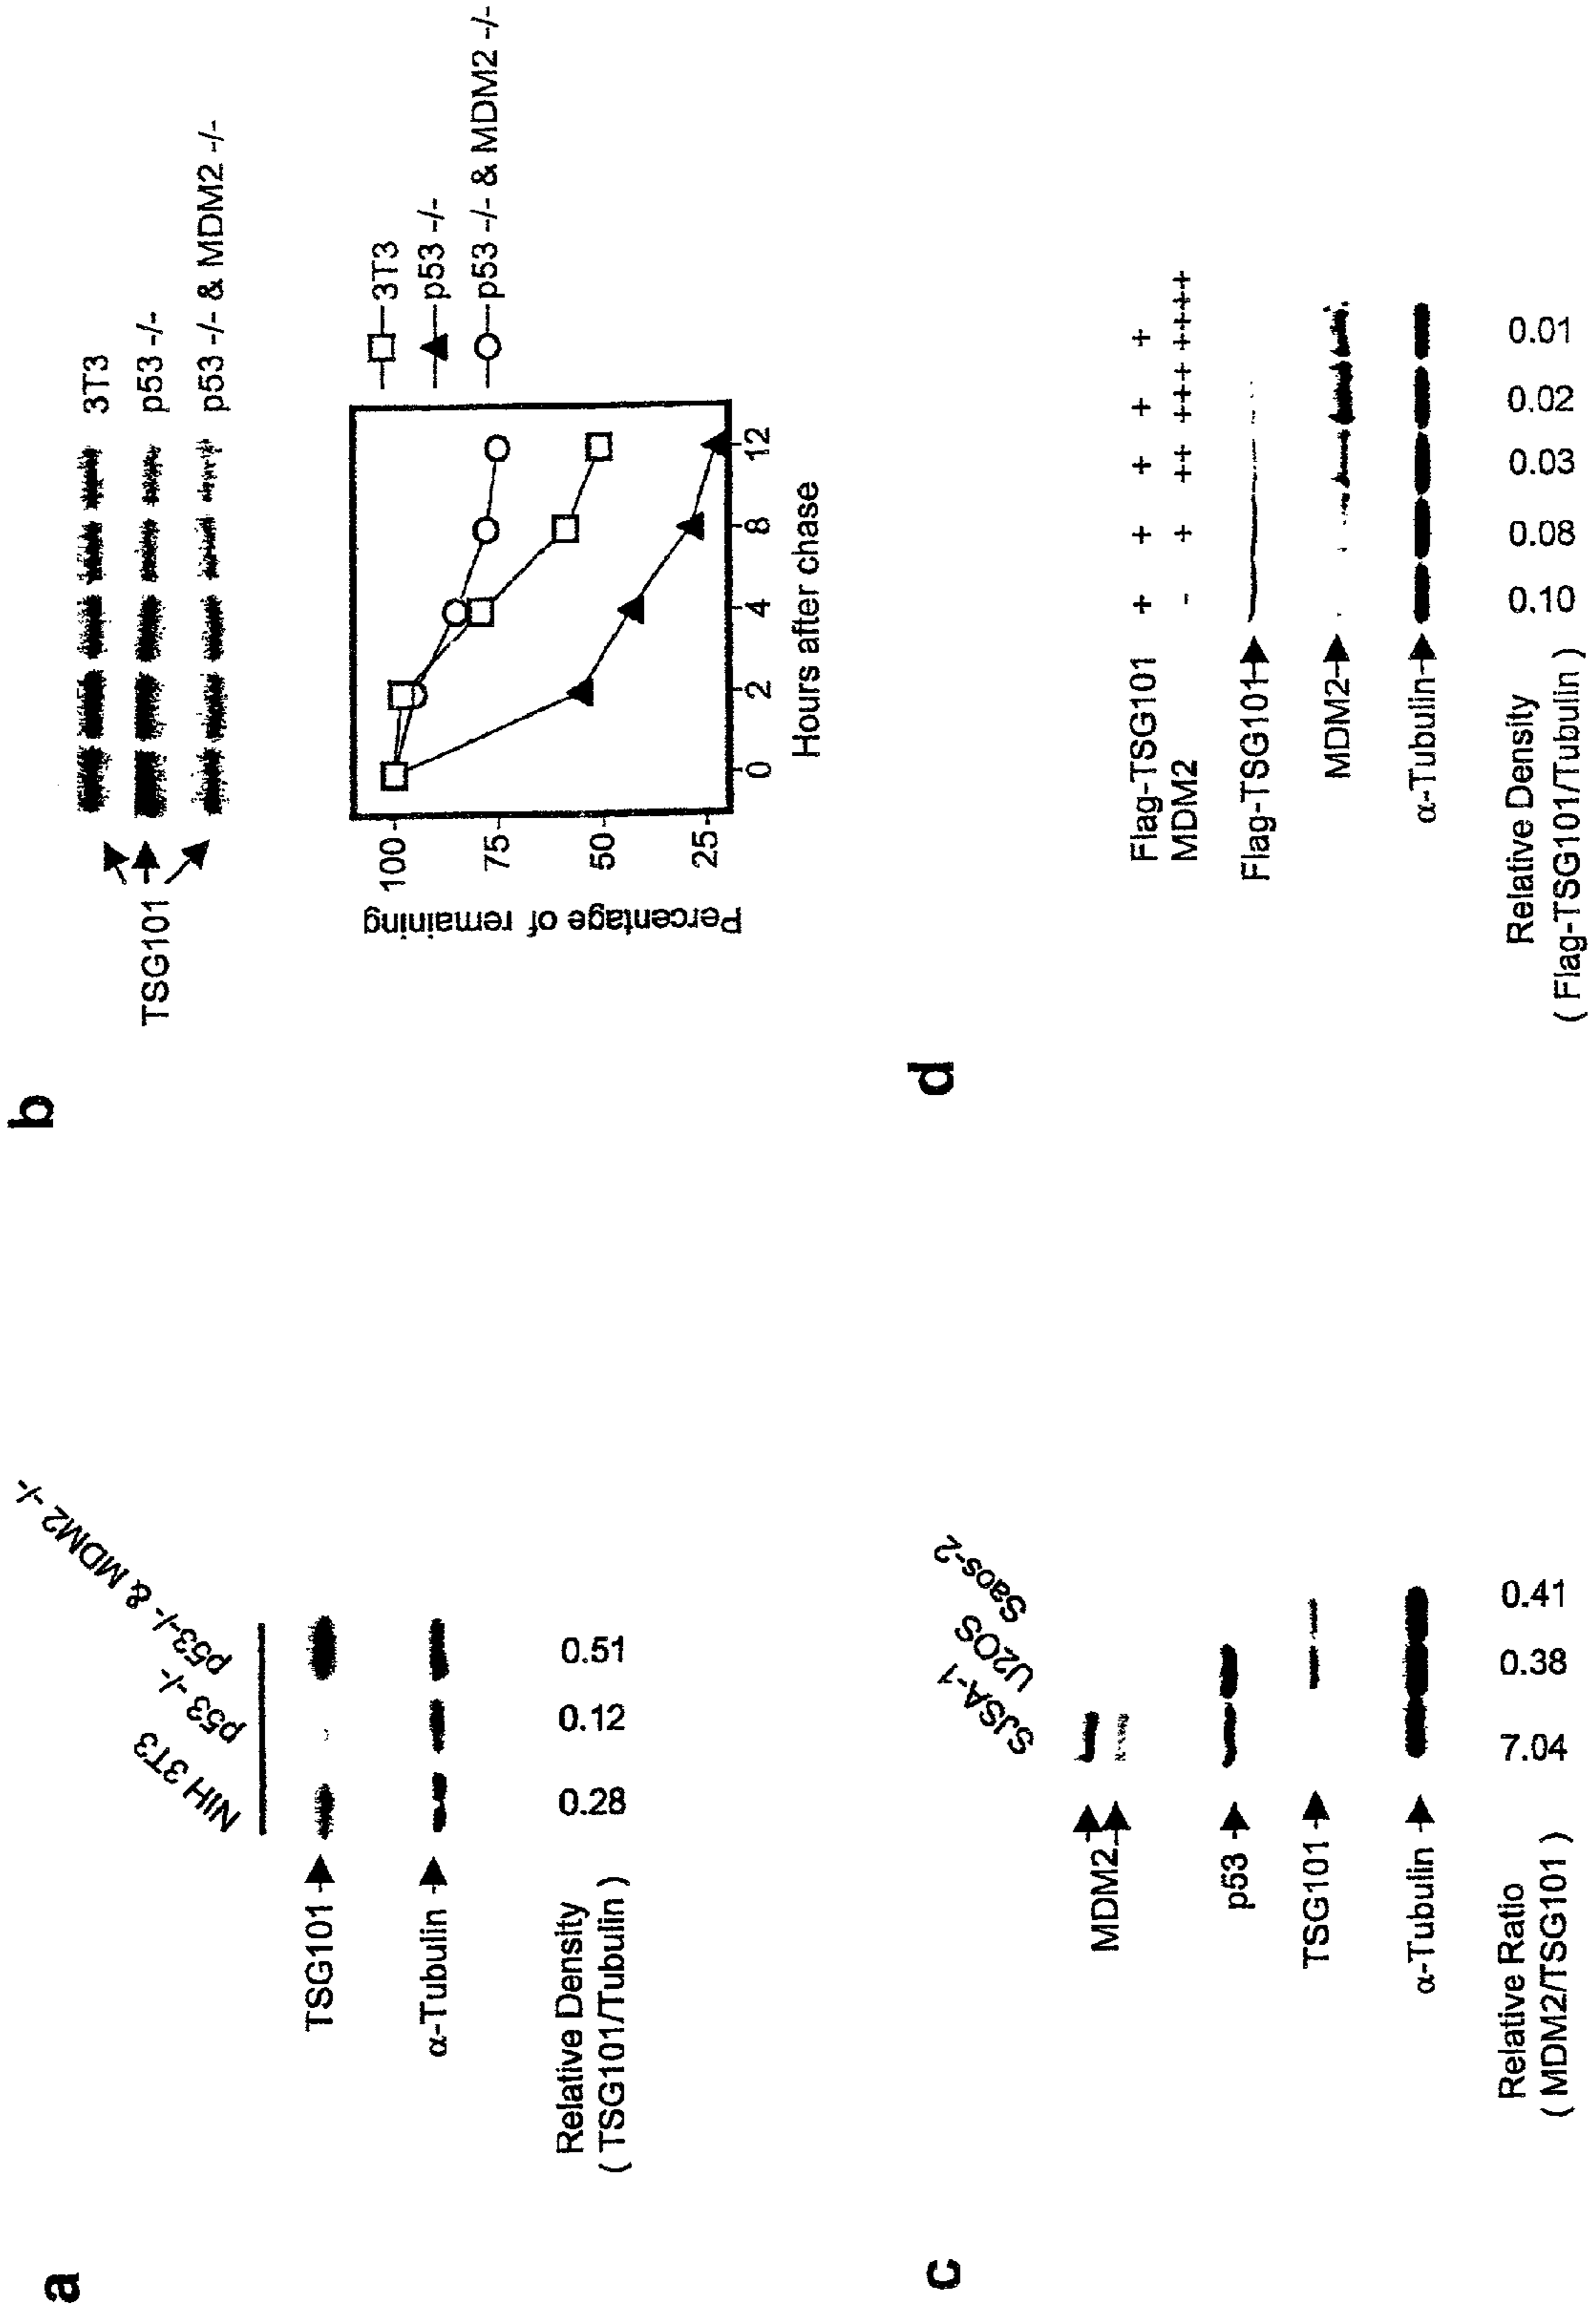 a
NIH 3T3
p53 -/-
p53-/- & MDM2 -/-
TSG101
α-Tubulin
Relative Density
( TSG101/Tubulin )
0.28 0.12 0.51
b
TSG101
3T3
p53 -/-
p53 -/- & MDM2 -/-
Percentage of remaining
100
75
50
25
0 2 4 8 12
Hours after chase
3T3
p53 -/-
p53 -/- & MDM2 -/-
c
SJSA-1
U2OS
Saos-2
MDM2
p53
TSG101
α-Tubulin
Relative Ratio
( MDM2/TSG101 )
7.04 0.38 0.41
d
Flag-TSG101 + + + + +
MDM2 - + ++ +++ ++++
Flag-TSG101
MDM2
α-Tubulin
Relative Density
( Flag-TSG101/Tubulin )
0.10 0.08 0.03 0.02 0.01